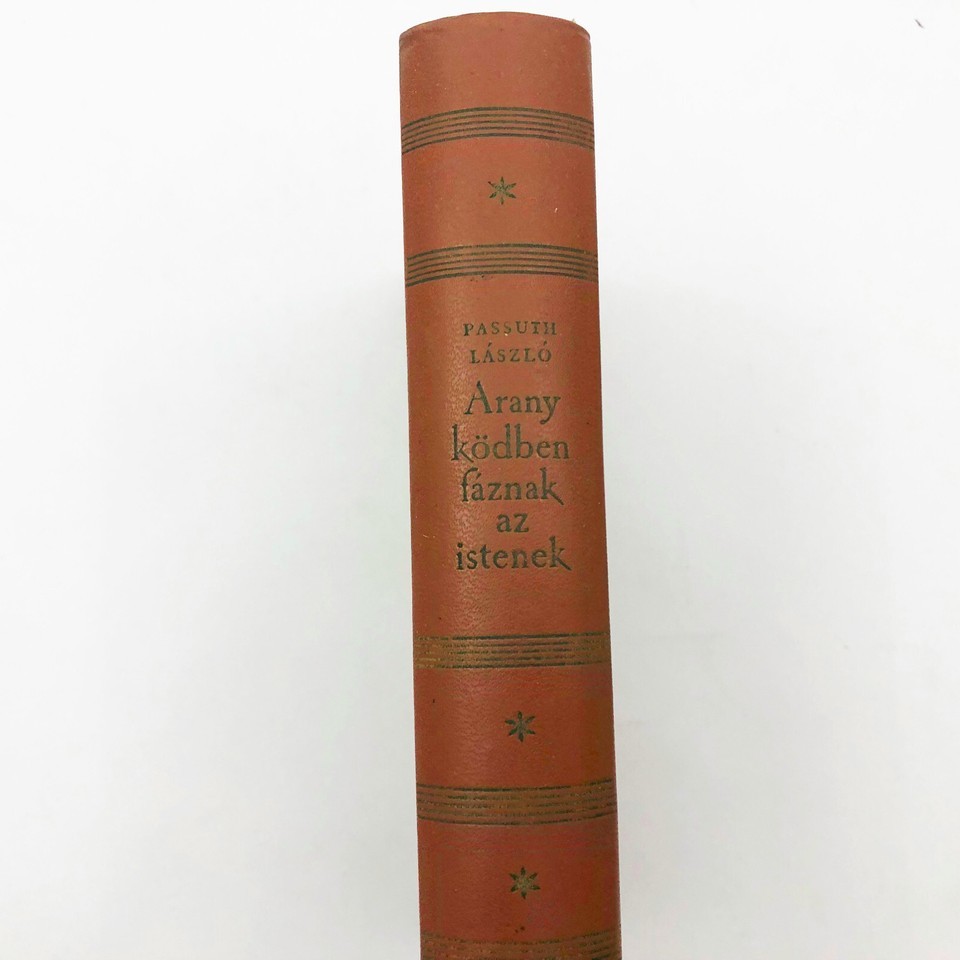 PASSUTH
LÁSZLÓ
Arany
ködben
fáznak
az
istenek